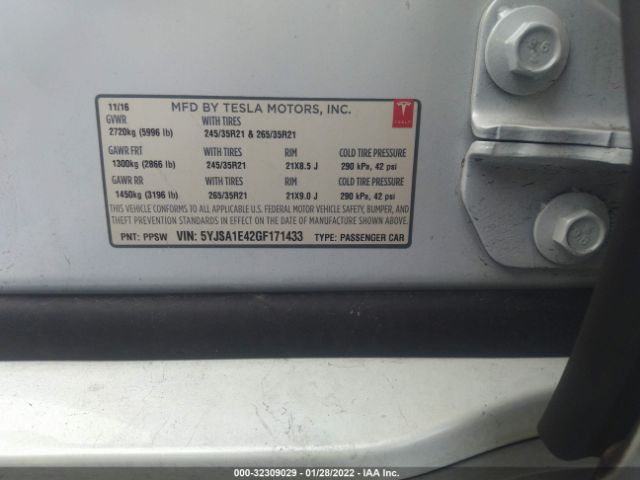 11/16 MFD BY TESLA MOTORS, INC.
TESLA
GVWR WITH TIRES
2720kg (5996 lb) 245/35R21 & 265/35R21
GAWR FRT WITH TIRES RIM COLD TIRE PRESSURE
1300kg (2866 lb) 245/35R21 21X8.5 J 290 kPa, 42 psi
GAWR RR WITH TIRES RIM COLD TIRE PRESSURE
1450kg (3196 lb) 265/35R21 21X9.0 J 290 kPa, 42 psi
THIS VEHICLE CONFORMS TO ALL APPLICABLE U.S. FEDERAL MOTOR VEHICLE SAFETY, BUMPER, AND
THEFT PREVENTION STANDARDS IN EFFECT ON THE DATE OF MANUFACTURE SHOWN ABOVE.
PNT: PPSW VIN: 5YJSA1E42GF171433 TYPE: PASSENGER CAR
000-32309029 - 01/28/2022 - IAA Inc.